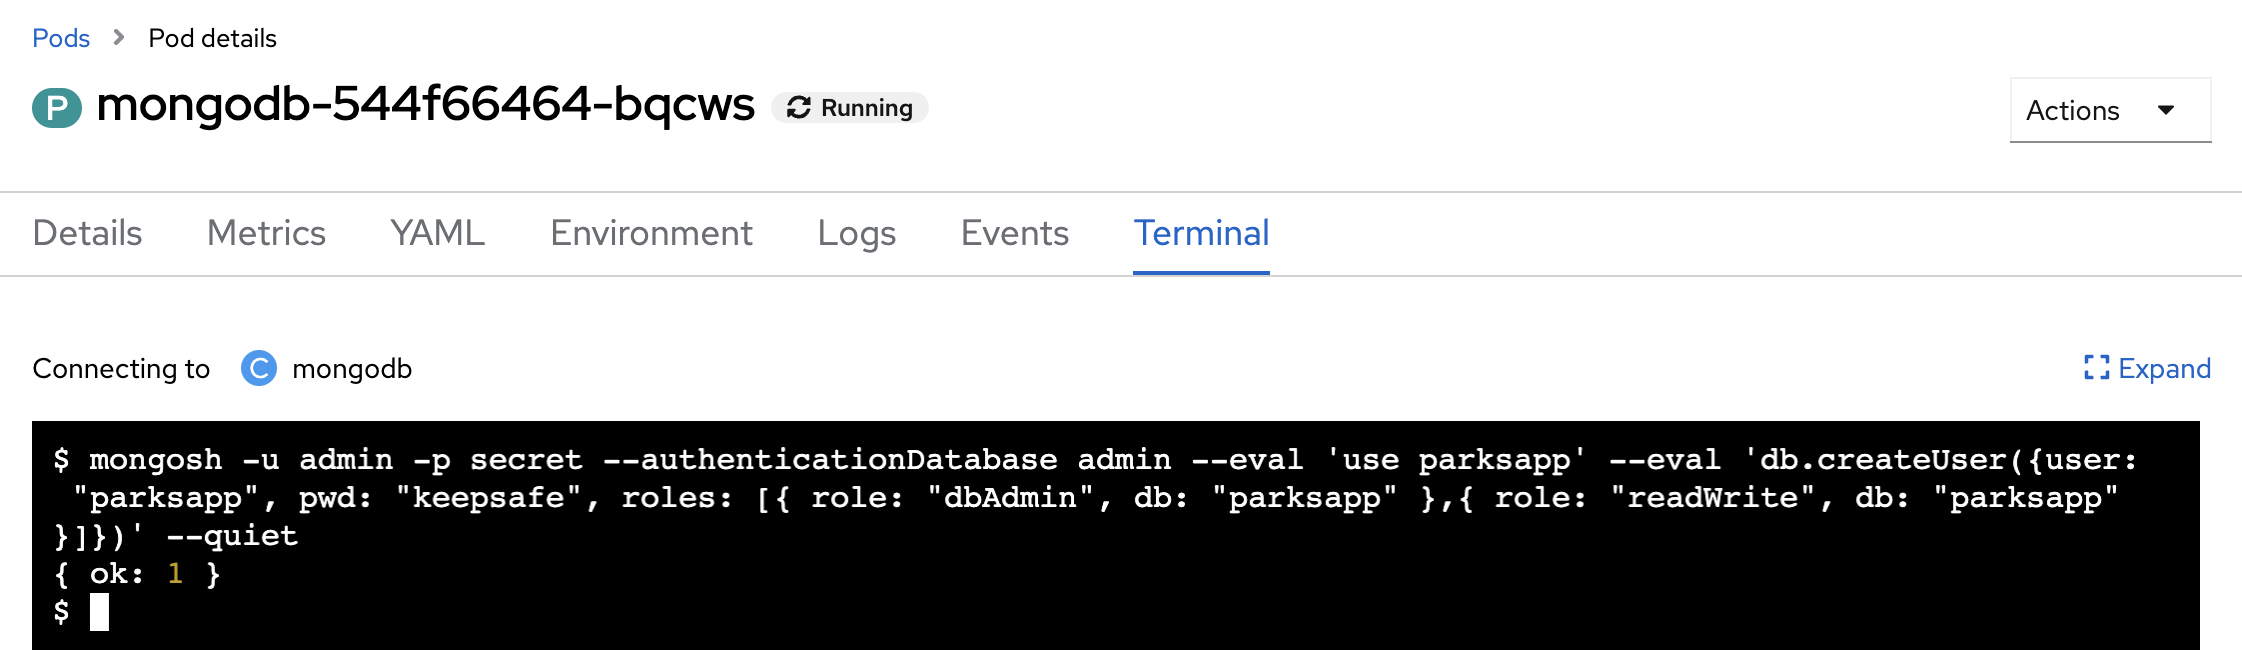 Pods > Pod details
P mongodb-544f66464-bqcws Running
Actions
Details Metrics YAML Environment Logs Events Terminal
Connecting to C mongodb
Expand
$ mongosh -u admin -p secret --authenticationDatabase admin --eval 'use parksapp' --eval 'db.createUser({user:
"parksapp", pwd: "keepsafe", roles: [{ role: "dbAdmin", db: "parksapp" },{ role: "readWrite", db: "parksapp"
}]})' --quiet
{ ok: 1 }
$